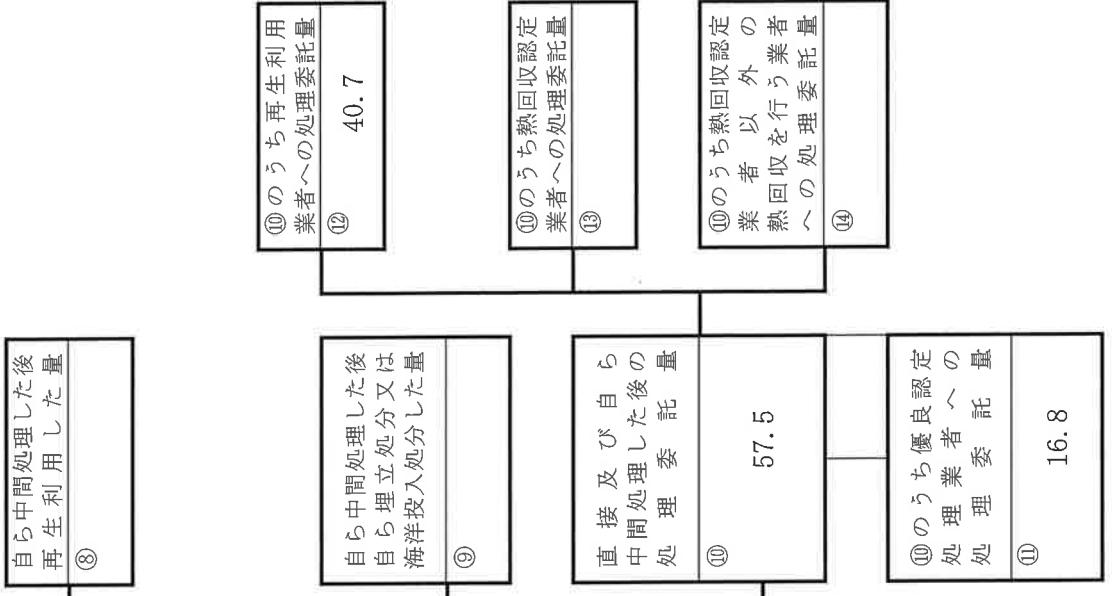 自ら中間処理した後
再生利用した量
⑧
自ら中間処理した後
自ら埋立処分又は
海洋投入処分した量
⑨
直接及び自ら
中間処理した後の
処理委託量
⑩
57.5
⑩のうち優良認定
処理業者への
処理委託量
⑪
16.8
⑩のうち再生利用
業者への処理委託量
⑫
40.7
⑩のうち熱回収認定
業者への処理委託量
⑬
⑩のうち熱回収認定
業者以外の
熱回収を行う業者
への処理委託量
⑭